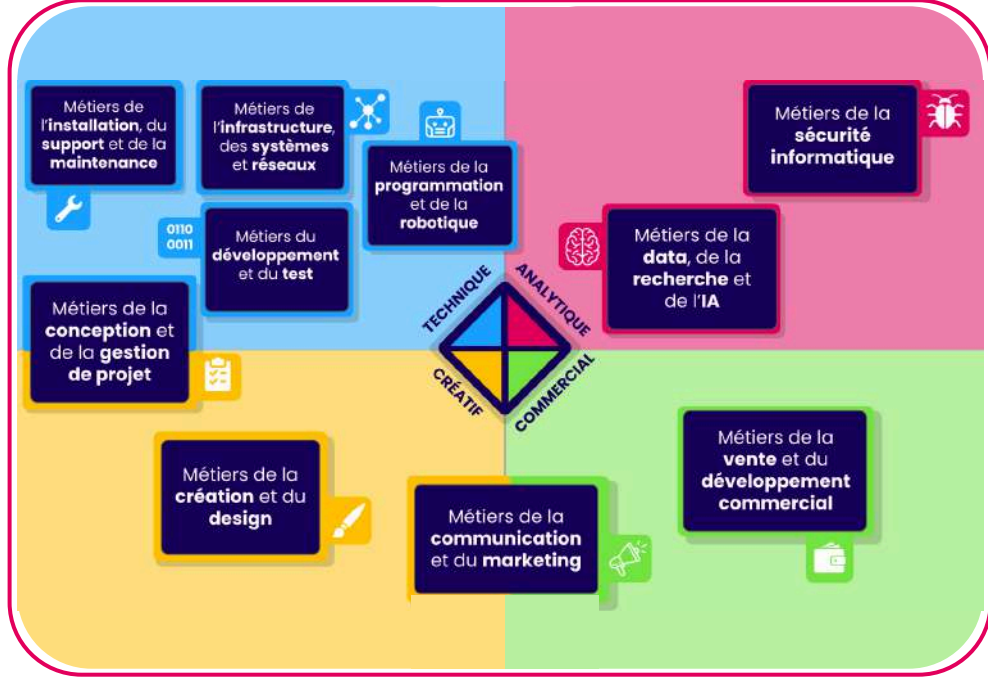 Métiers de
l'installation, du
support et de la
maintenance
Métiers de
l'infrastructure,
des systèmes
et réseaux
Métiers de la
programmation
et de la
robotique
0110
0011
Métiers du
développement
et du test
Métiers de la
conception et
de la gestion
de projet
Métiers de la
sécurité
informatique
Métiers de la
data, de la
recherche et
de l'IA
TECHNIQUE
ANALYTIQUE
CRÉATIF
COMMERCIAL
Métiers de la
création et du
design
Métiers de la
communication
et du marketing
Métiers de la
vente et du
développement
commercial